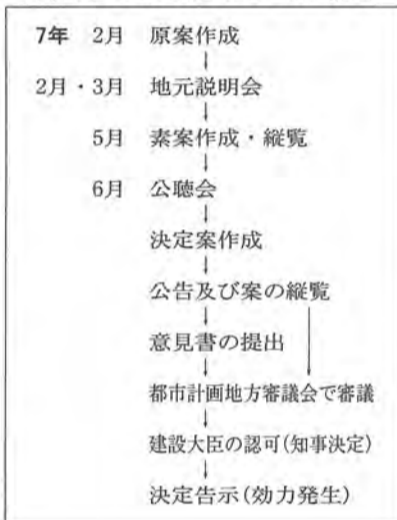 7年 2月 原案作成
2月・3月 地元説明会
5月 素案作成・縦覧
6月 公聴会
決定案作成
公告及び案の縦覧
意見書の提出
都市計画地方審議会で審議
建設大臣の認可(知事決定)
決定告示(効力発生)